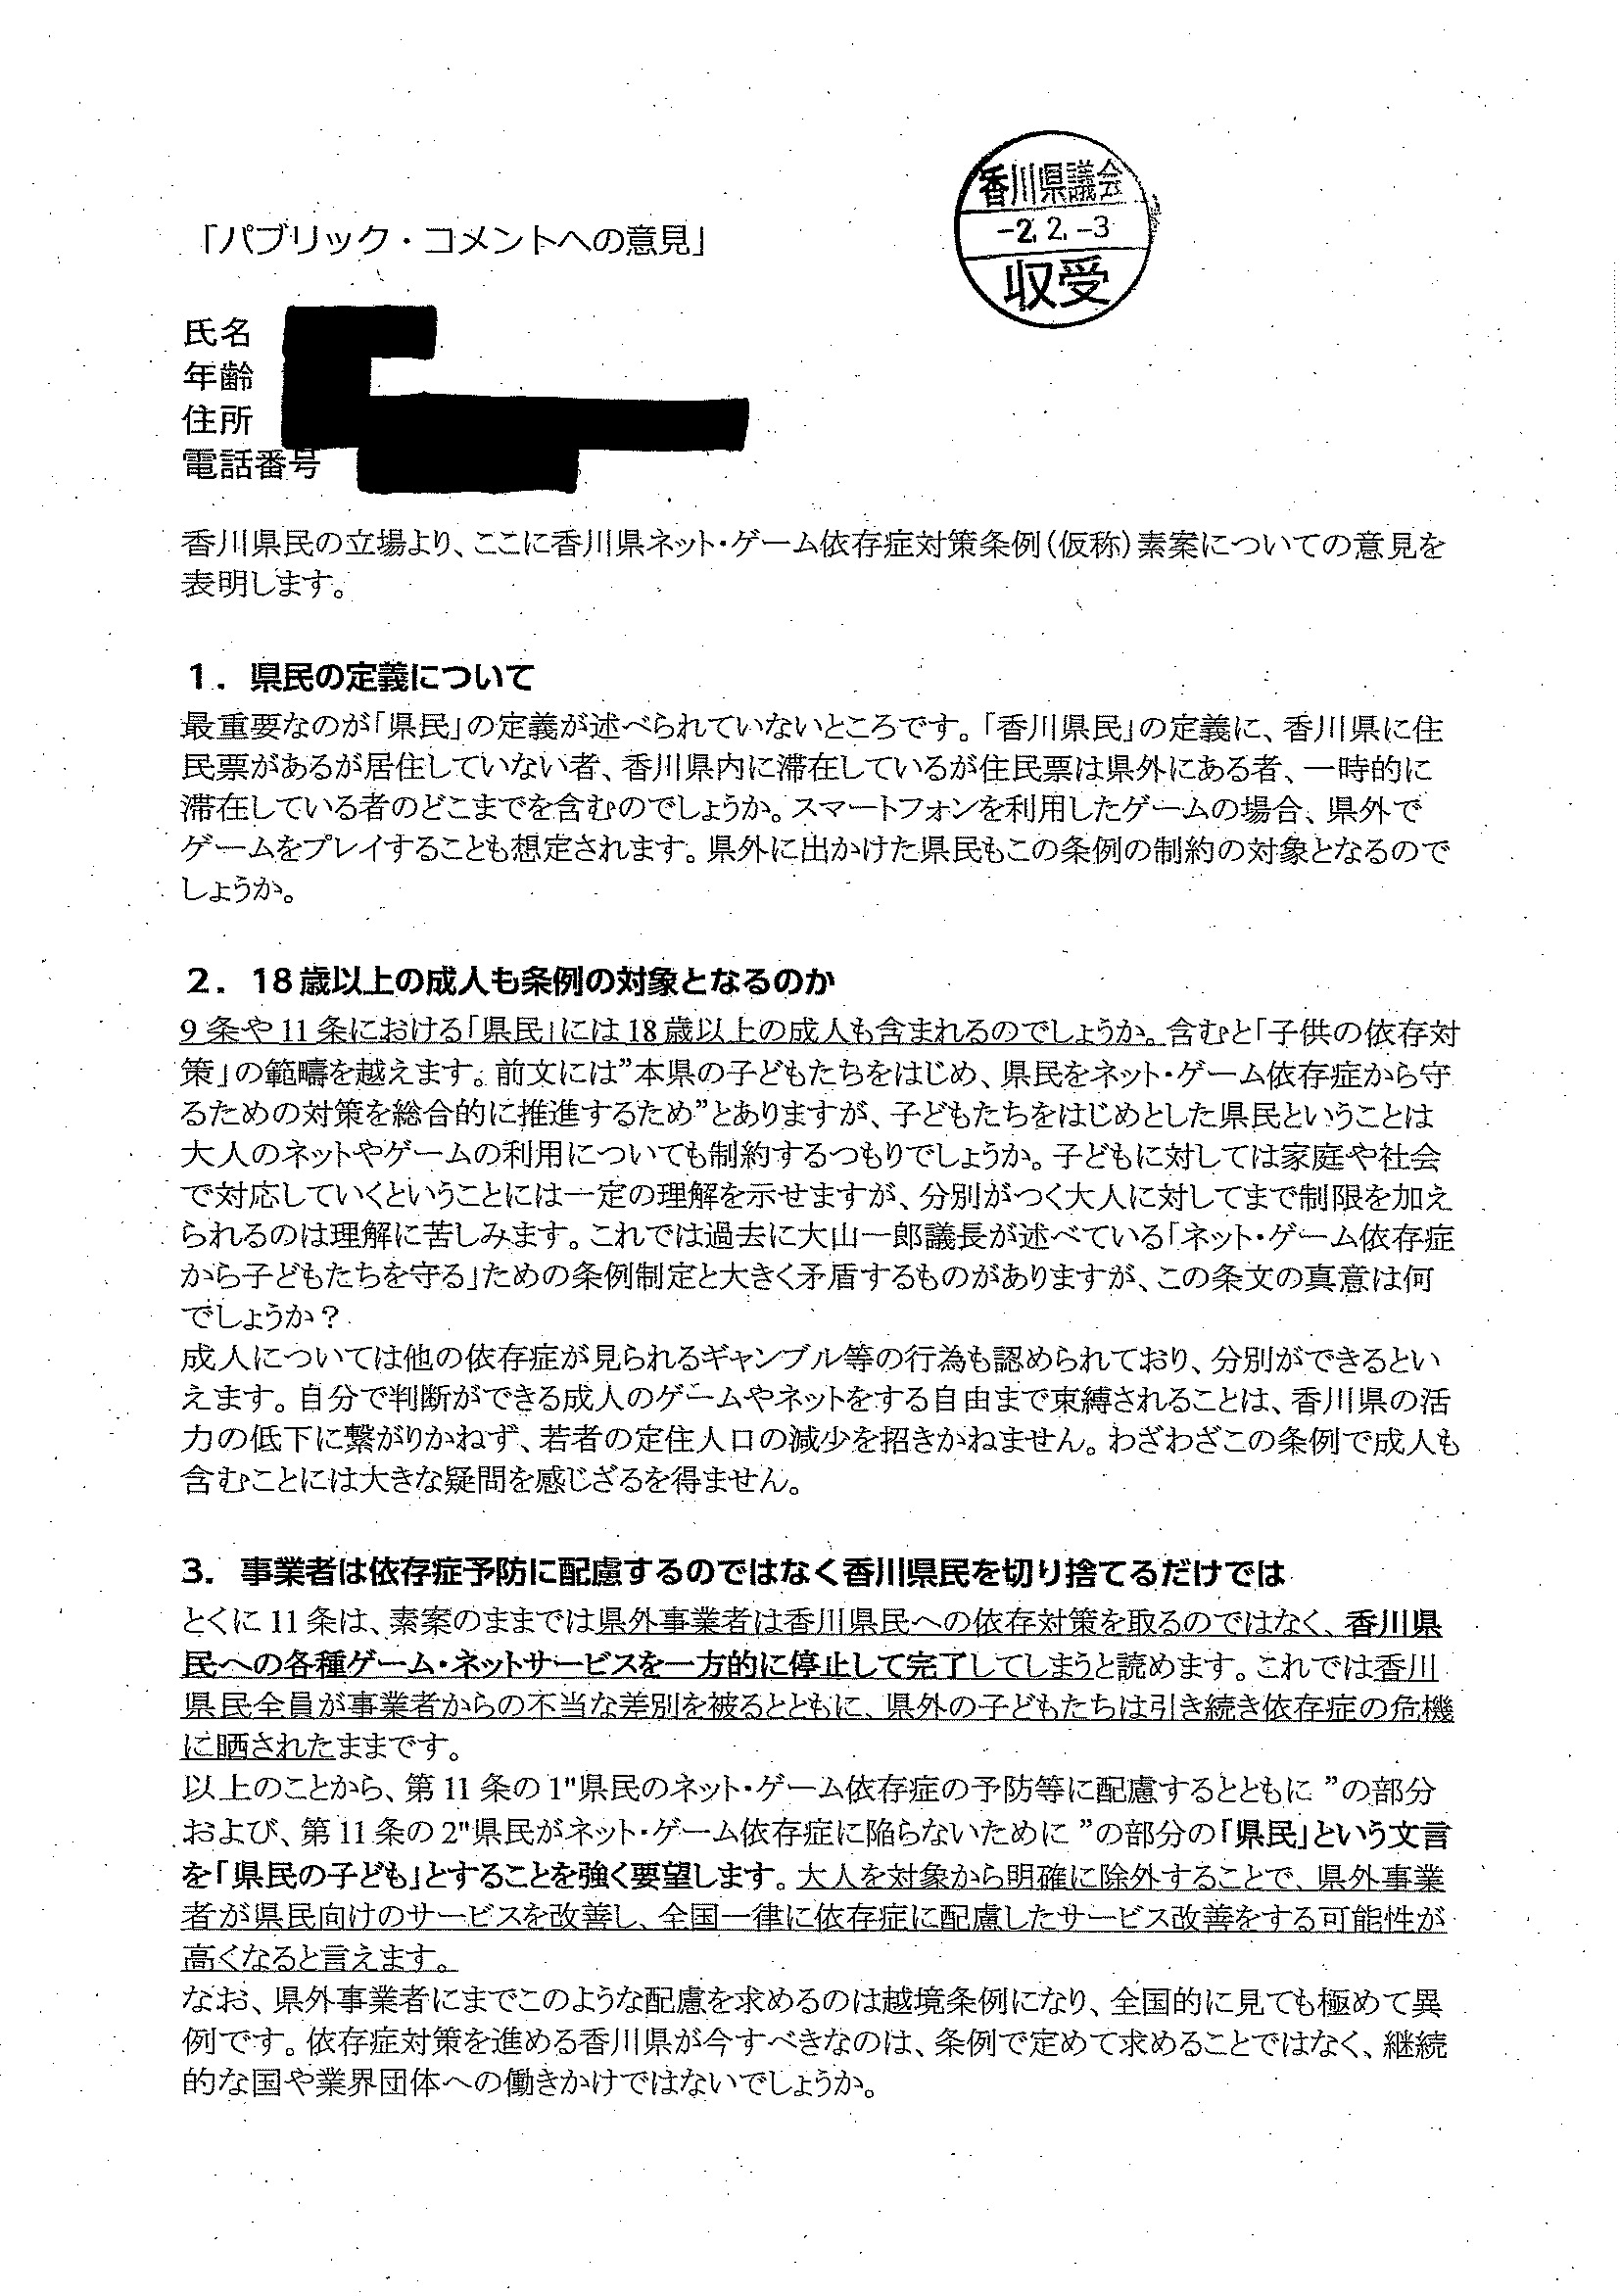 香川県議会
-2. 2. -3
収受
「パブリック・コメントへの意見」
氏名
年齢
住所
電話番号
香川県民の立場より、ここに香川県ネット・ゲーム依存症対策条例（仮称）素案についての意見を
表明します。
１．県民の定義について
最重要なのが「県民」の定義が述べられていないところです。「香川県民」の定義に、香川県に住
民票があるが居住していない者、香川県内に滞在しているが住民票は県外にある者、一時的に
滞在している者のどこまでを含むのでしょうか。スマートフォンを利用したゲームの場合、県外で
ゲームをプレイすることも想定されます。県外に出かけた県民もこの条例の制約の対象となるので
しょうか。
２．18歳以上の成人も条例の対象となるのか
9 条や 11 条における「県民」には 18 歳以上の成人も含まれるのでしょうか。含むと「子供の依存対
策」の範疇を越えます。前文には”本県の子どもたちをはじめ、県民をネット・ゲーム依存症から守
るための対策を総合的に推進するため”とありますが、子どもたちをはじめとした県民ということは
大人のネットやゲームの利用についても制約するつもりでしょうか。子どもに対しては家庭や社会
で対応していくということには一定の理解を示せますが、分別がつく大人に対してまで制限を加え
られるのは理解に苦しみます。これでは過去に大山一郎議長が述べている「ネット・ゲーム依存症
から子どもたちを守る」ための条例制定と大きく矛盾するものがありますが、この条文の真意は何
でしょうか？
成人については他の依存症が見られるギャンブル等の行為も認められており、分別ができるとい
えます。自分で判断ができる成人のゲームやネットをする自由まで束縛されることは、香川県の活
力の低下に繋がりかねず、若者の定住人口の減少を招きかねません。わざわざこの条例で成人も
含むことには大きな疑問を感じざるを得ません。
３．事業者は依存症予防に配慮するのではなく香川県民を切り捨てるだけでは
とくに 11 条は、素案のままでは県外事業者は香川県民への依存対策を取るのではなく、香川県
民への各種ゲーム・ネットサービスを一方的に停止して完了してしまうと読めます。これでは香川
県民全員が事業者からの不当な差別を被るとともに、県外の子どもたちは引き続き依存症の危機
に晒されたままです。
以上のことから、第 11 条の 1"県民のネット・ゲーム依存症の予防等に配慮するとともに ”の部分
および、第 11 条の 2"県民がネット・ゲーム依存症に陥らないために ”の部分の「県民」という文言
を「県民の子ども」とすることを強く要望します。大人を対象から明確に除外することで、県外事業
者が県民向けのサービスを改善し、全国一律に依存症に配慮したサービス改善をする可能性が
高くなると言えます。
なお、県外事業者にまでこのような配慮を求めるのは越境条例になり、全国的に見ても極めて異
例です。依存症対策を進める香川県が今すべきなのは、条例で定めて求めることではなく、継続
的な国や業界団体への働きかけではないでしょうか。